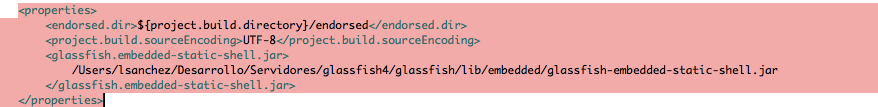 <properties>
<endorsed.dir>${project.build.directory}/endorsed</endorsed.dir>
<project.build.sourceEncoding>UTF-8</project.build.sourceEncoding>
<glassfish.embedded-static-shell.jar>
/Users/lsanchez/Desarrollo/Servidores/glassfish4/glassfish/lib/embedded/glassfish-embedded-static-shell.jar
</glassfish.embedded-static-shell.jar>
</properties>